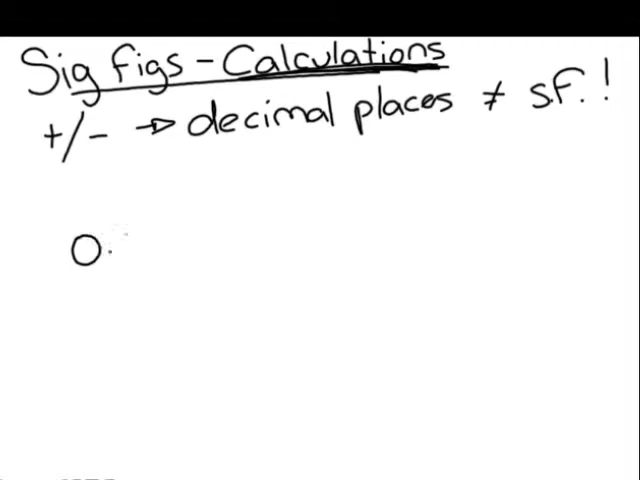 Sig figs - Calculations
+/- → decimal places ≠ s.f. !
0.